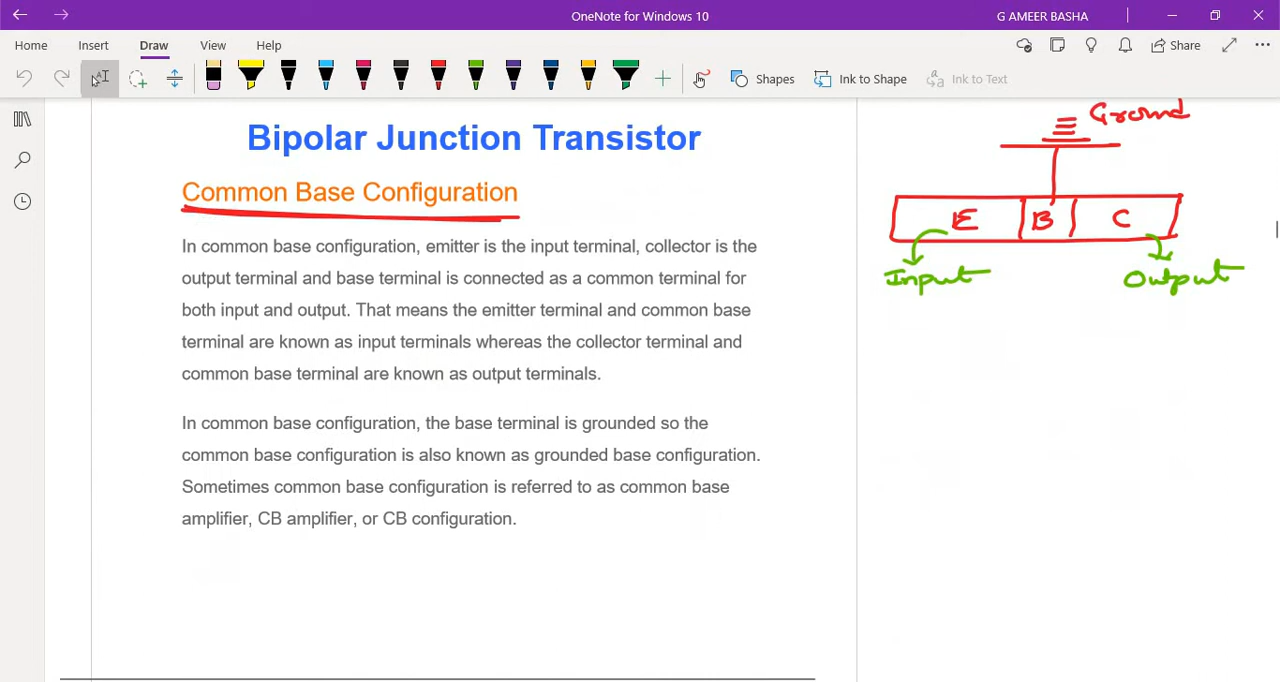 OneNote for Windows 10
G AMEER BASHA
Home
Insert
Draw
View
Help
Share
Shapes
Ink to Shape
Ink to Text
Bipolar Junction Transistor
Common Base Configuration
In common base configuration, emitter is the input terminal, collector is the
output terminal and base terminal is connected as a common terminal for
both input and output. That means the emitter terminal and common base
terminal are known as input terminals whereas the collector terminal and
common base terminal are known as output terminals.
In common base configuration, the base terminal is grounded so the
common base configuration is also known as grounded base configuration.
Sometimes common base configuration is referred to as common base
amplifier, CB amplifier, or CB configuration.
Ground
E B C
Input
Output